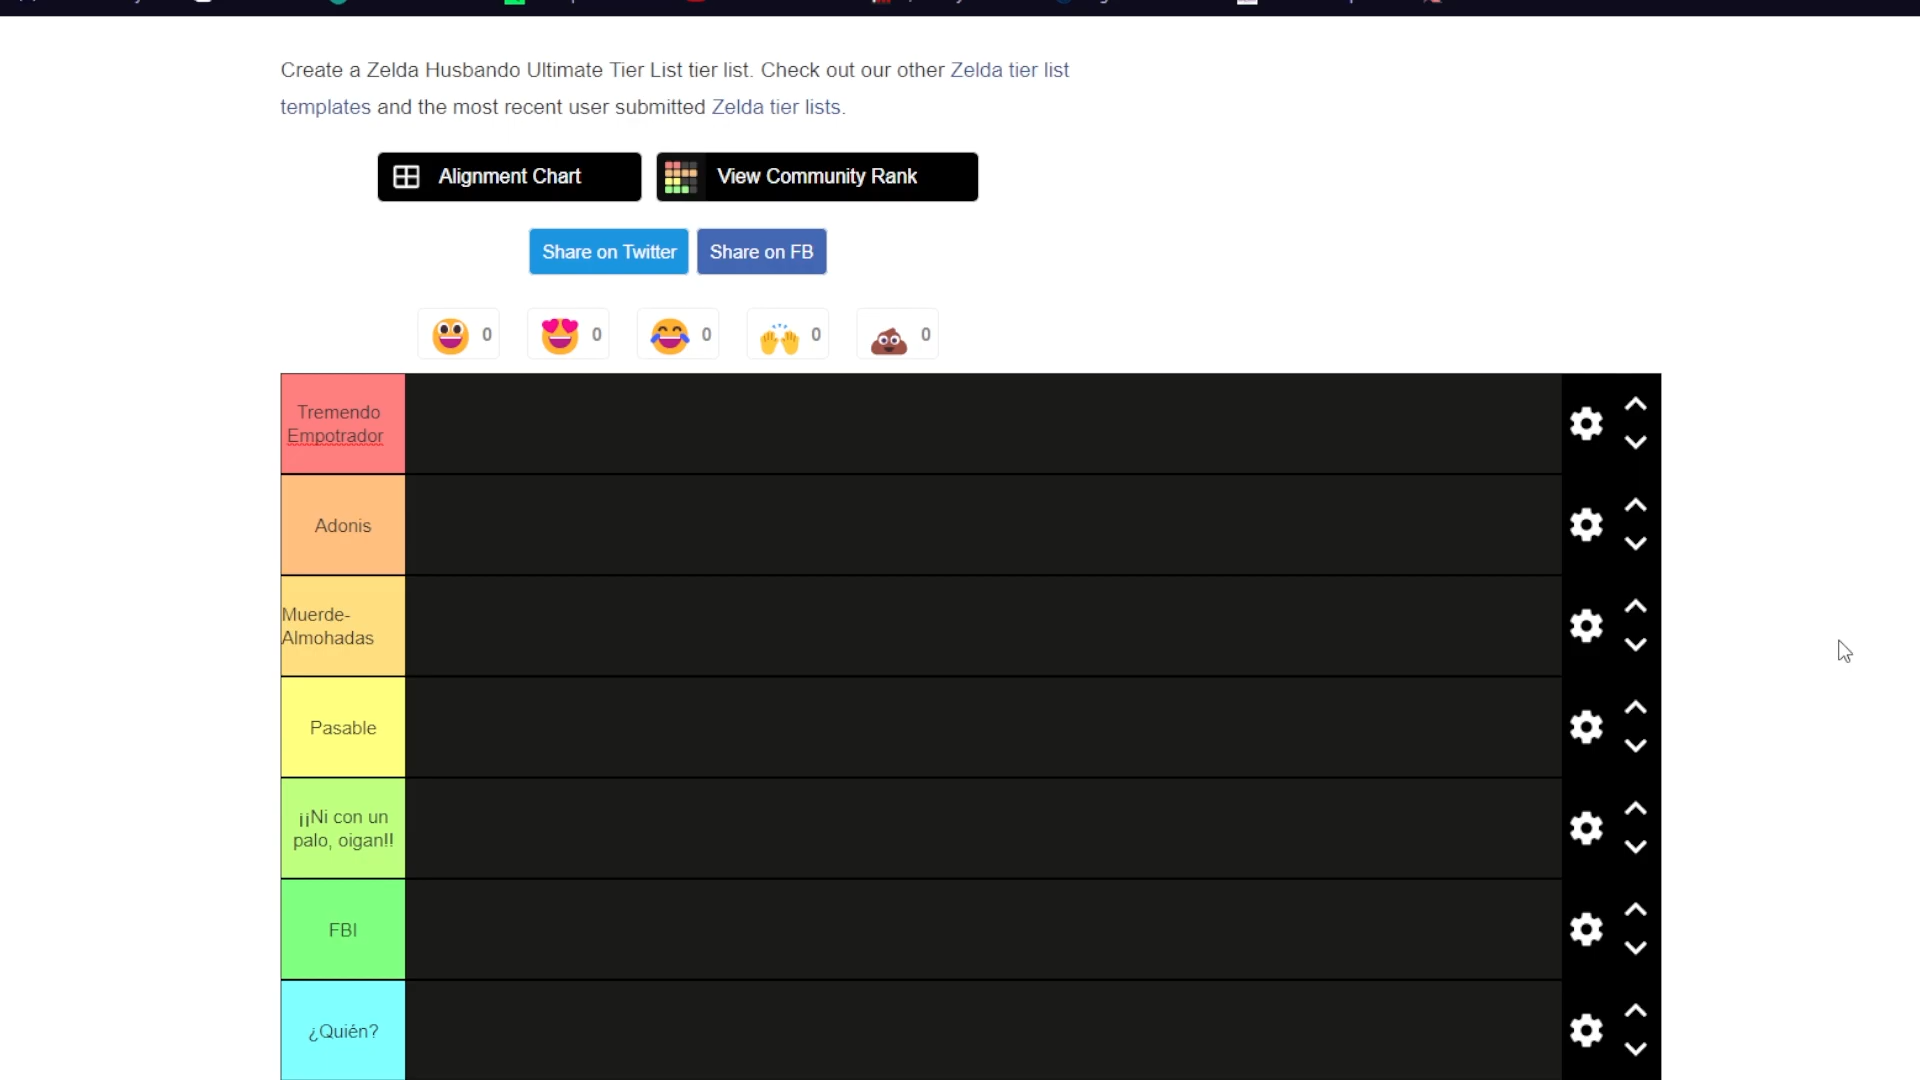 Create a Zelda Husbando Ultimate Tier List tier list. Check out our other Zelda tier list
templates and the most recent user submitted Zelda tier lists.
Alignment Chart
View Community Rank
Share on Twitter
Share on FB
0
0
0
0
0
Tremendo
Empotrador
Adonis
Muerde-
Almohadas
Pasable
¡¡Ni con un
palo, oigan!!
FBI
¿Quién?